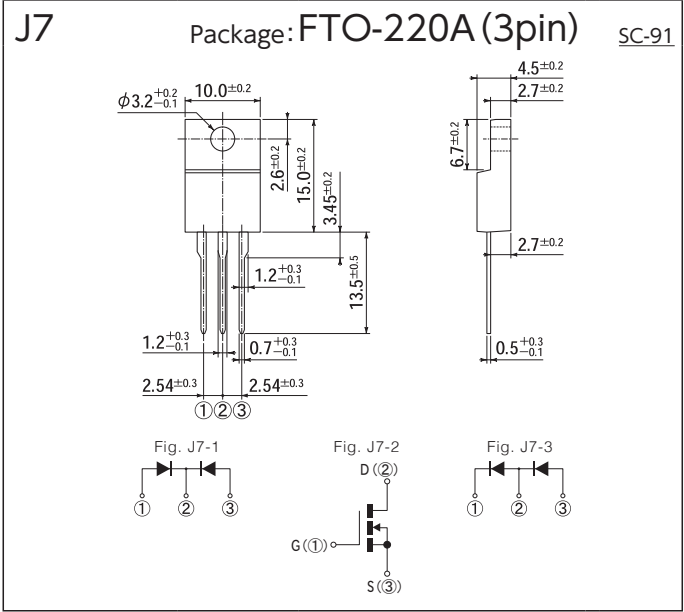 J7 Package:FTO-220A(3pin) SC-91
4.5±0.2
ϕ3.2+0.2−0.1 10.0±0.2 2.7±0.2
2.6±0.2
15.0±0.2
3.45±0.2
6.7±0.2
13.5±0.5
1.2+0.3−0.1
2.7±0.2
1.2+0.3−0.1 0.7+0.3−0.1 0.5+0.3−0.1
2.54±0.3 2.54±0.3
①②③
Fig. J7-1
① ② ③
Fig. J7-2
D(②)
G(①)
S(③)
Fig. J7-3
① ② ③